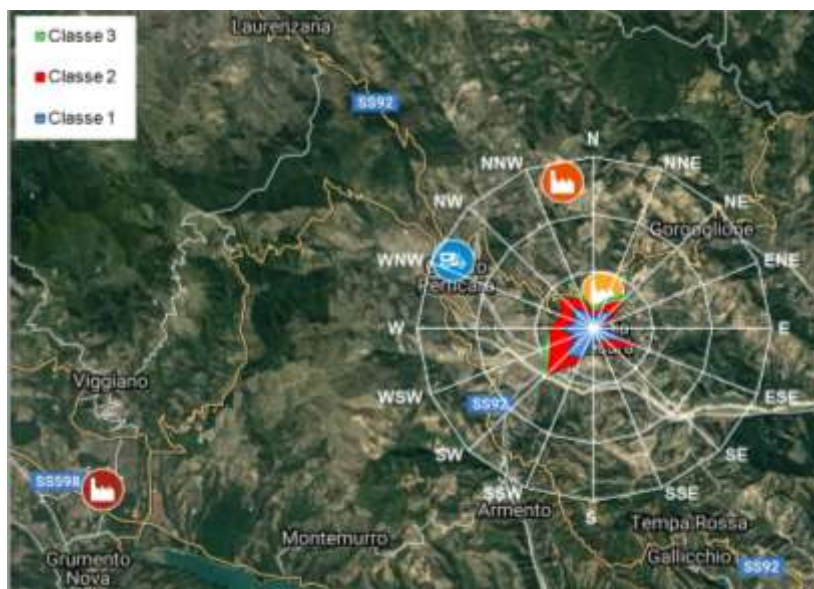 Classe 3
Classe 2
Classe 1
Laurenzana
SS92
N
NNW
NNE
NW
NE
Gorgoglione
WNW
ENE
Perticara
W
E
Viggiano
WSW
ESE
SS92
SW
SE
SS598
SSW
SSE
Armento
S
Tempa Rossa
Montemurro
Gallicchio
Grumento
Nova
SS92